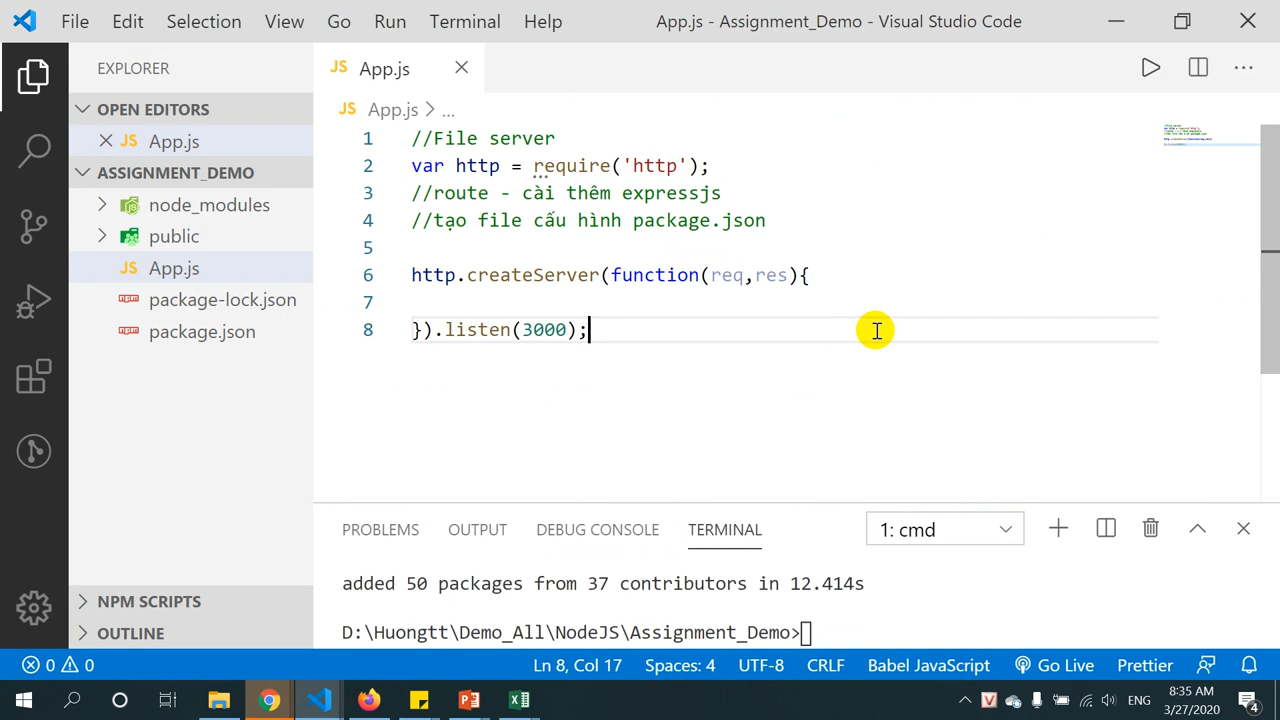 File Edit Selection View Go Run Terminal Help App.js - Assignment_Demo - Visual Studio Code
EXPLORER
OPEN EDITORS
JS App.js
ASSIGNMENT_DEMO
node_modules
public
JS App.js
package-lock.json
package.json
NPM SCRIPTS
OUTLINE
JS App.js
JS App.js > ...
1 //File server
2 var http = require('http');
3 //route - cài thêm expressjs
4 //tạo file cấu hình package.json
5
6 http.createServer(function(req,res){
7
8 }).listen(3000);
PROBLEMS OUTPUT DEBUG CONSOLE TERMINAL 1: cmd
added 50 packages from 37 contributors in 12.414s
D:\Huongtt\Demo_All\NodeJS\Assignment_Demo>
0 0 Ln 8, Col 17 Spaces: 4 UTF-8 CRLF Babel JavaScript Go Live Prettier
ENG 8:35 AM
3/27/2020 4